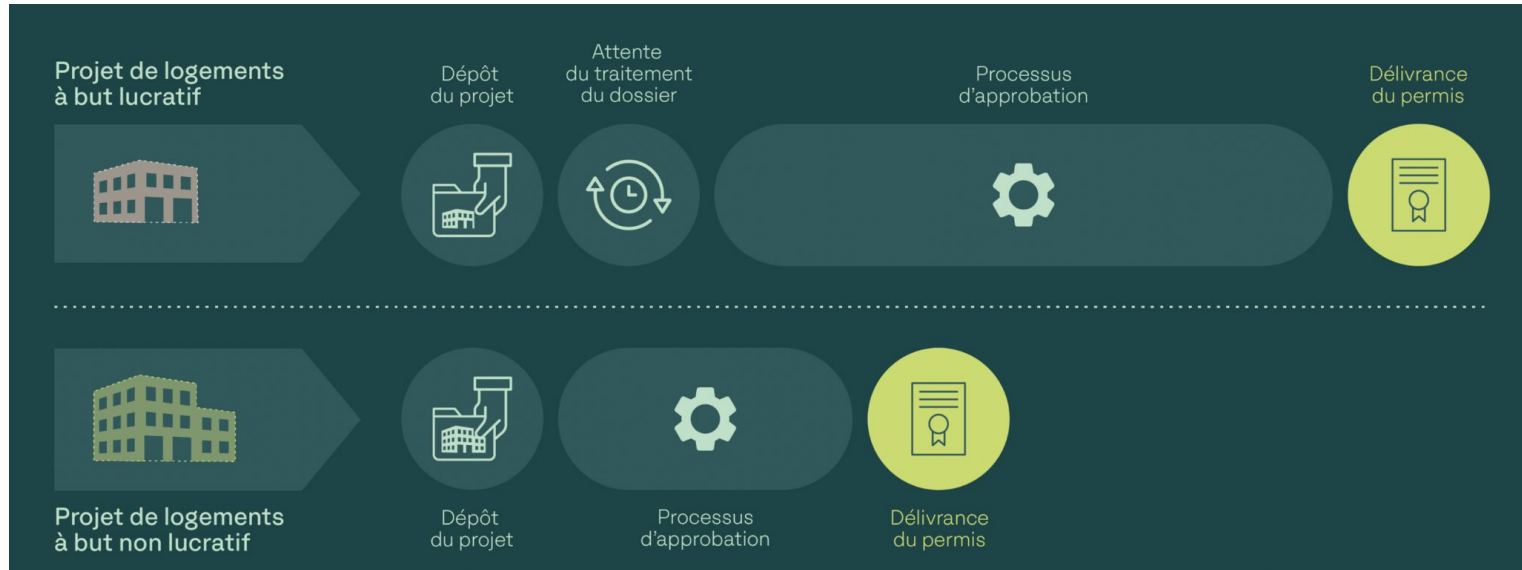 Projet de logements
à but lucratif
Dépôt
du projet
Attente
du traitement
du dossier
Processus
d'approbation
Délivrance
du permis
Projet de logements
à but non lucratif
Dépôt
du projet
Processus
d'approbation
Délivrance
du permis